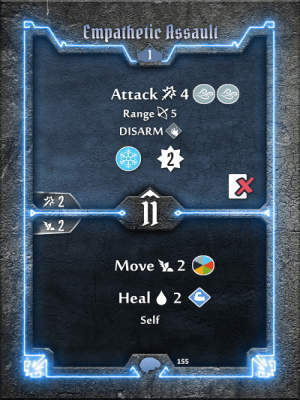 Empathetic Assault
1
Attack 4
Range 5
DISARM
2
2
11
2
Move 2
Heal 2
Self
155